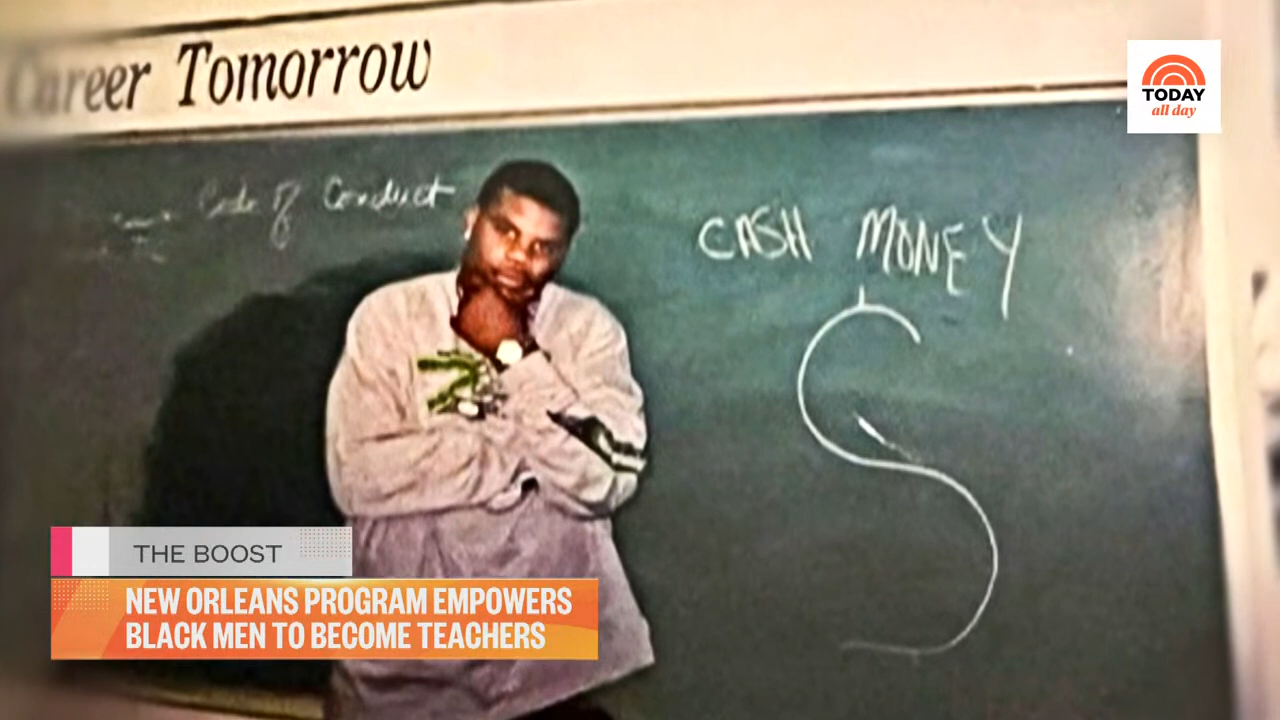 Career Tomorrow
TODAY
all day
Code of Conduct
CASH MONEY
THE BOOST
NEW ORLEANS PROGRAM EMPOWERS
BLACK MEN TO BECOME TEACHERS